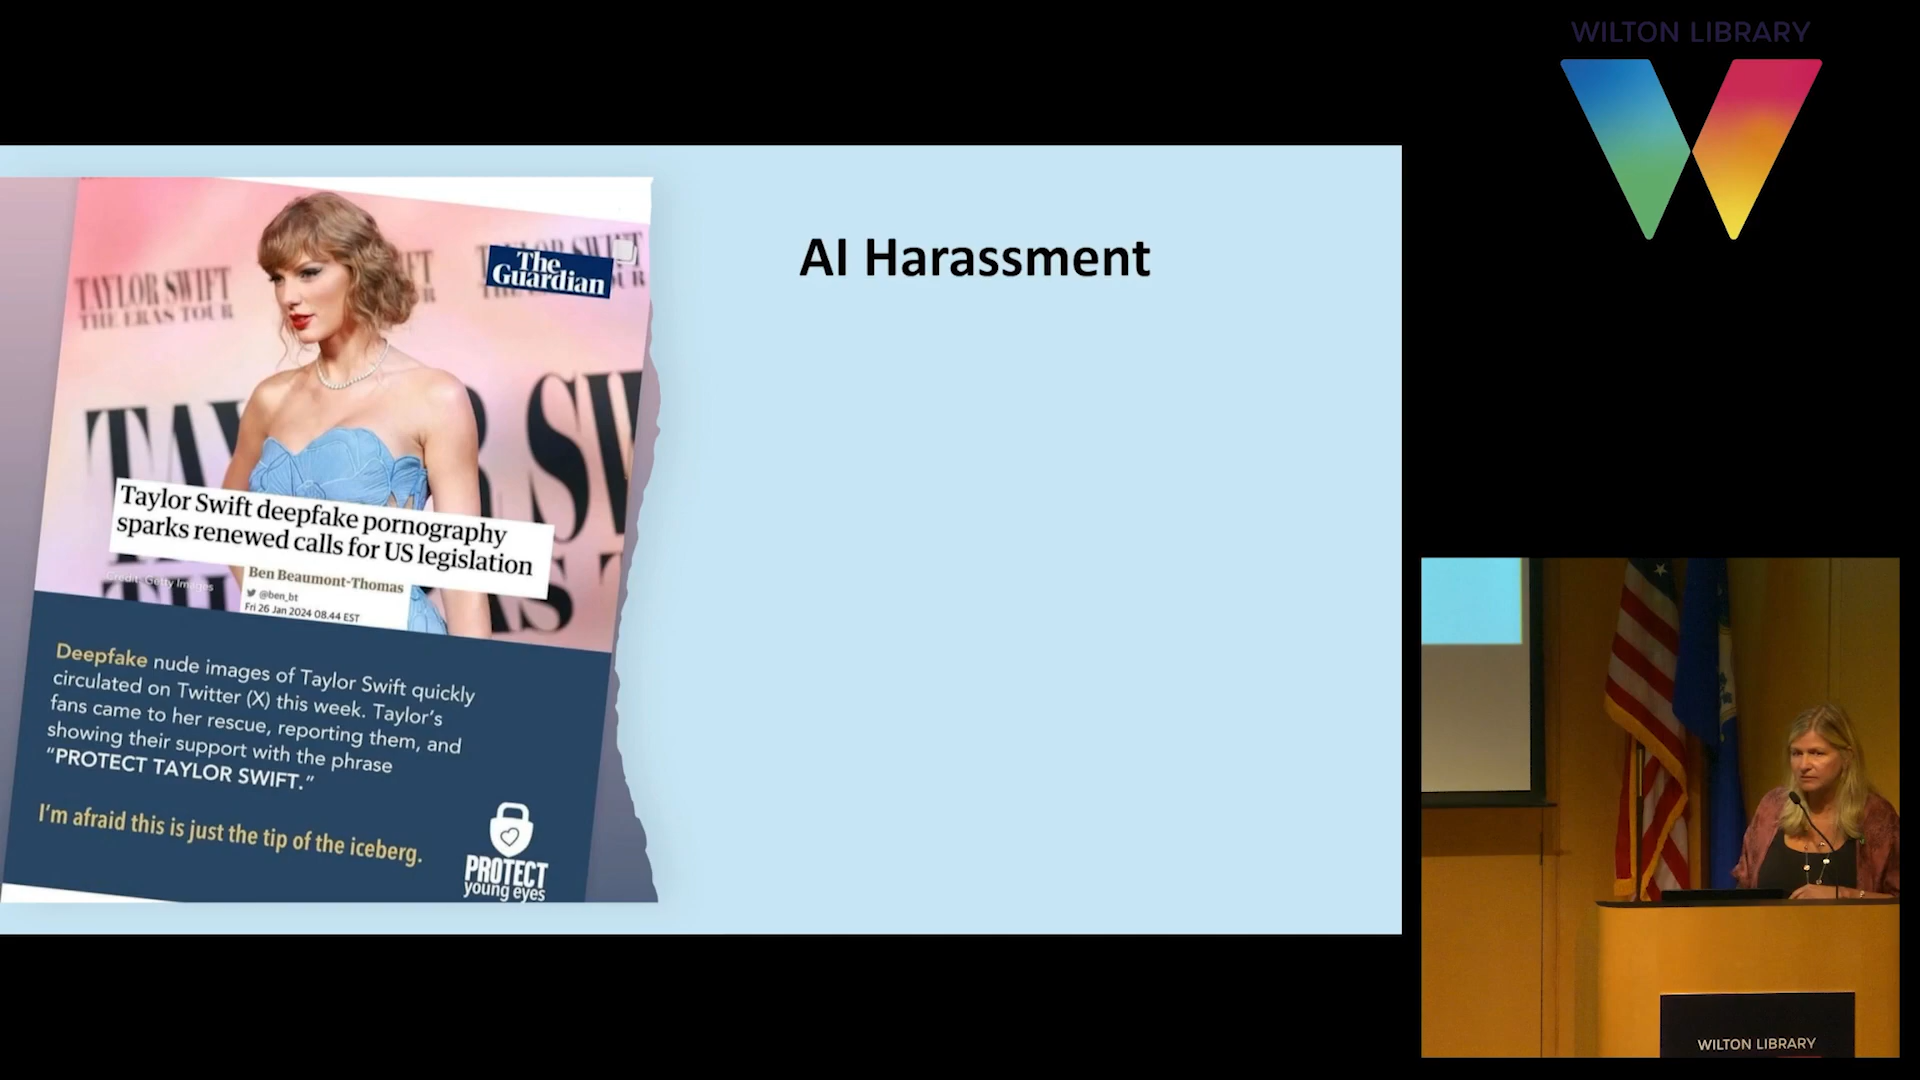 WILTON LIBRARY
AI Harassment
TAYLOR SWIFT
THE ERAS TOUR
The
Guardian
Taylor Swift deepfake pornography
sparks renewed calls for US legislation
Credit: Getty Images
Ben Beaumont-Thomas
@ben_bt
Fri 26 Jan 2024 08.44 EST
Deepfake nude images of Taylor Swift quickly
circulated on Twitter (X) this week. Taylor's
fans came to her rescue, reporting them, and
showing their support with the phrase
"PROTECT TAYLOR SWIFT."
I'm afraid this is just the tip of the iceberg.
PROTECT
young eyes
WILTON LIBRARY